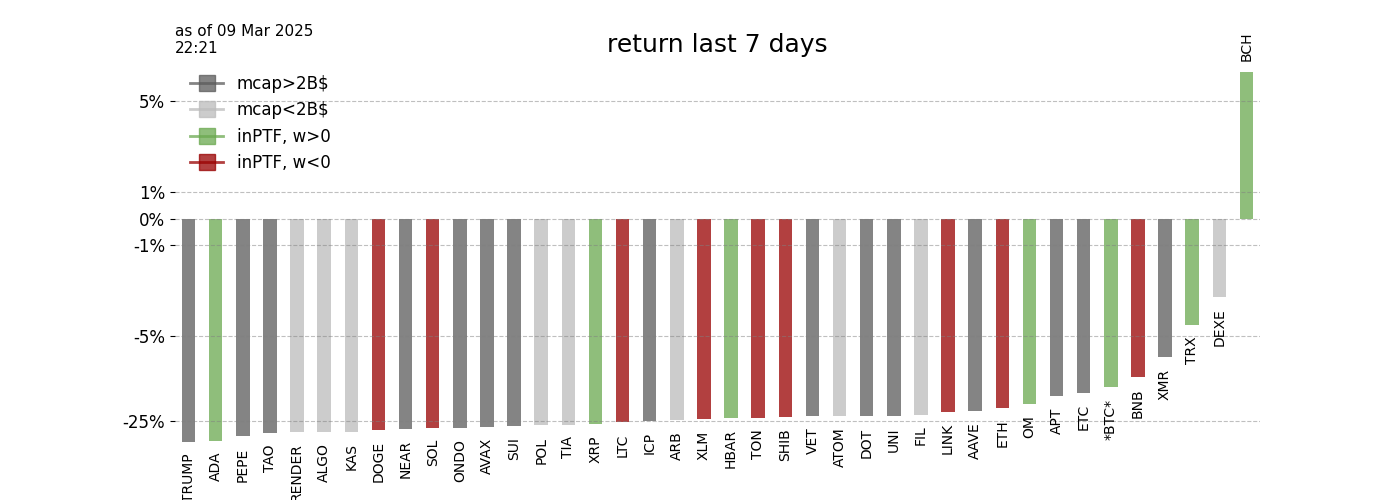 as of 09 Mar 2025
22:21
return last 7 days
mcap>2B$
mcap<2B$
inPTF, w>0
inPTF, w<0
5%
1%
0%
-1%
-5%
-25%
TRUMP
ADA
PEPE
TAO
RENDER
ALGO
KAS
DOGE
NEAR
SOL
ONDO
AVAX
SUI
POL
TIA
XRP
LTC
ICP
ARB
XLM
HBAR
TON
SHIB
VET
ATOM
DOT
UNI
FIL
LINK
AAVE
ETH
OM
APT
ETC
*BTC*
BNB
XMR
TRX
DEXE
BCH